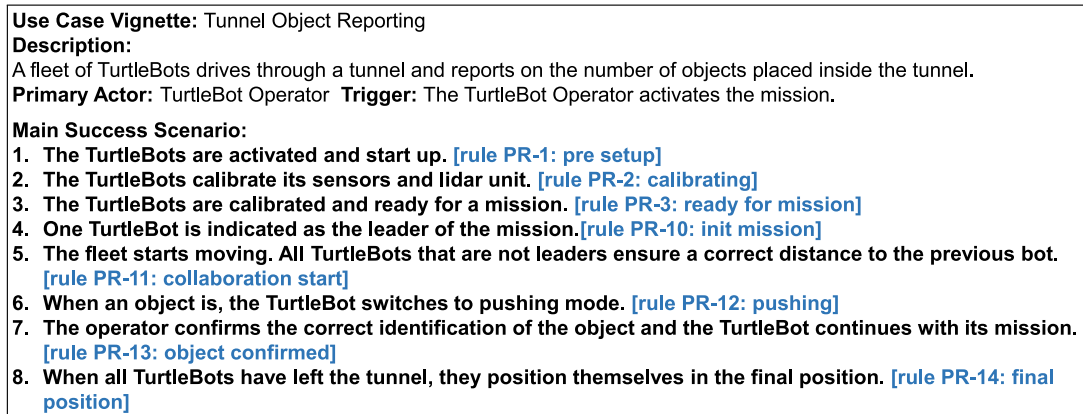 Use Case Vignette: Tunnel Object Reporting
Description:
A fleet of TurtleBots drives through a tunnel and reports on the number of objects placed inside the tunnel.
Primary Actor: TurtleBot Operator Trigger: The TurtleBot Operator activates the mission.
Main Success Scenario:
1. The TurtleBots are activated and start up. [rule PR-1: pre setup]
2. The TurtleBots calibrate its sensors and lidar unit. [rule PR-2: calibrating]
3. The TurtleBots are calibrated and ready for a mission. [rule PR-3: ready for mission]
4. One TurtleBot is indicated as the leader of the mission.[rule PR-10: init mission]
5. The fleet starts moving. All TurtleBots that are not leaders ensure a correct distance to the previous bot.
[rule PR-11: collaboration start]
6. When an object is, the TurtleBot switches to pushing mode. [rule PR-12: pushing]
7. The operator confirms the correct identification of the object and the TurtleBot continues with its mission.
[rule PR-13: object confirmed]
8. When all TurtleBots have left the tunnel, they position themselves in the final position. [rule PR-14: final
position]